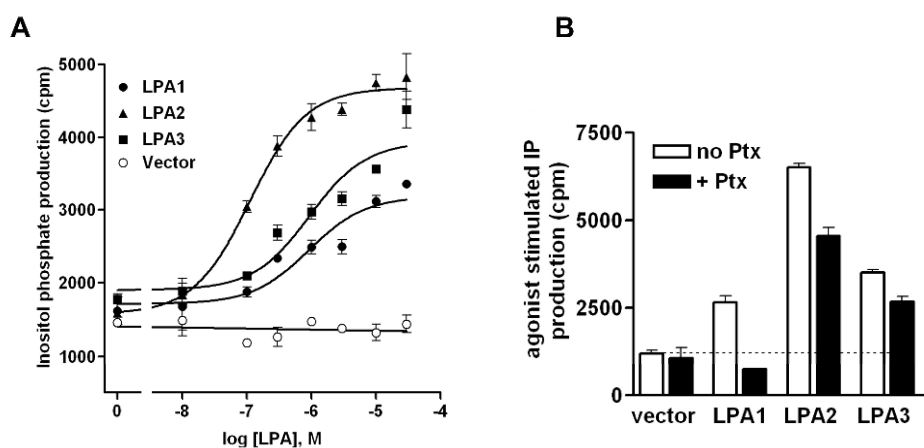 A
Inositol phosphate production (cpm)
5000
4000
3000
2000
1000
LPA1
LPA2
LPA3
Vector
0
-8
-7
-6
-5
-4
log [LPA], M
B
agonist stimulated IP
production (cpm)
7500
5000
2500
0
no Ptx
+ Ptx
vector
LPA1
LPA2
LPA3